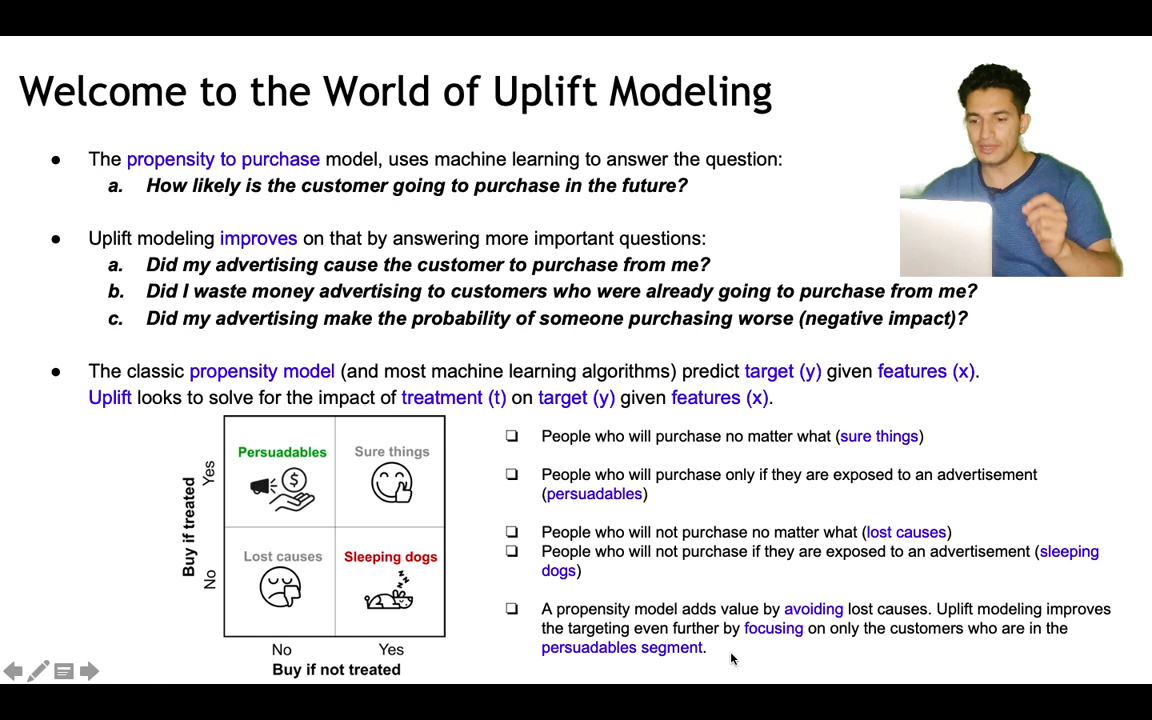 Welcome to the World of Uplift Modeling
● The propensity to purchase model, uses machine learning to answer the question:
a. How likely is the customer going to purchase in the future?
● Uplift modeling improves on that by answering more important questions:
a. Did my advertising cause the customer to purchase from me?
b. Did I waste money advertising to customers who were already going to purchase from me?
c. Did my advertising make the probability of someone purchasing worse (negative impact)?
● The classic propensity model (and most machine learning algorithms) predict target (y) given features (x).
Uplift looks to solve for the impact of treatment (t) on target (y) given features (x).
Buy if treated
Yes
No
Persuadables
Sure things
$
Lost causes
Sleeping dogs
z z z
No
Yes
Buy if not treated
❏ People who will purchase no matter what (sure things)
❏ People who will purchase only if they are exposed to an advertisement
(persuadables)
❏ People who will not purchase no matter what (lost causes)
❏ People who will not purchase if they are exposed to an advertisement (sleeping
dogs)
❏ A propensity model adds value by avoiding lost causes. Uplift modeling improves
the targeting even further by focusing on only the customers who are in the
persuadables segment.